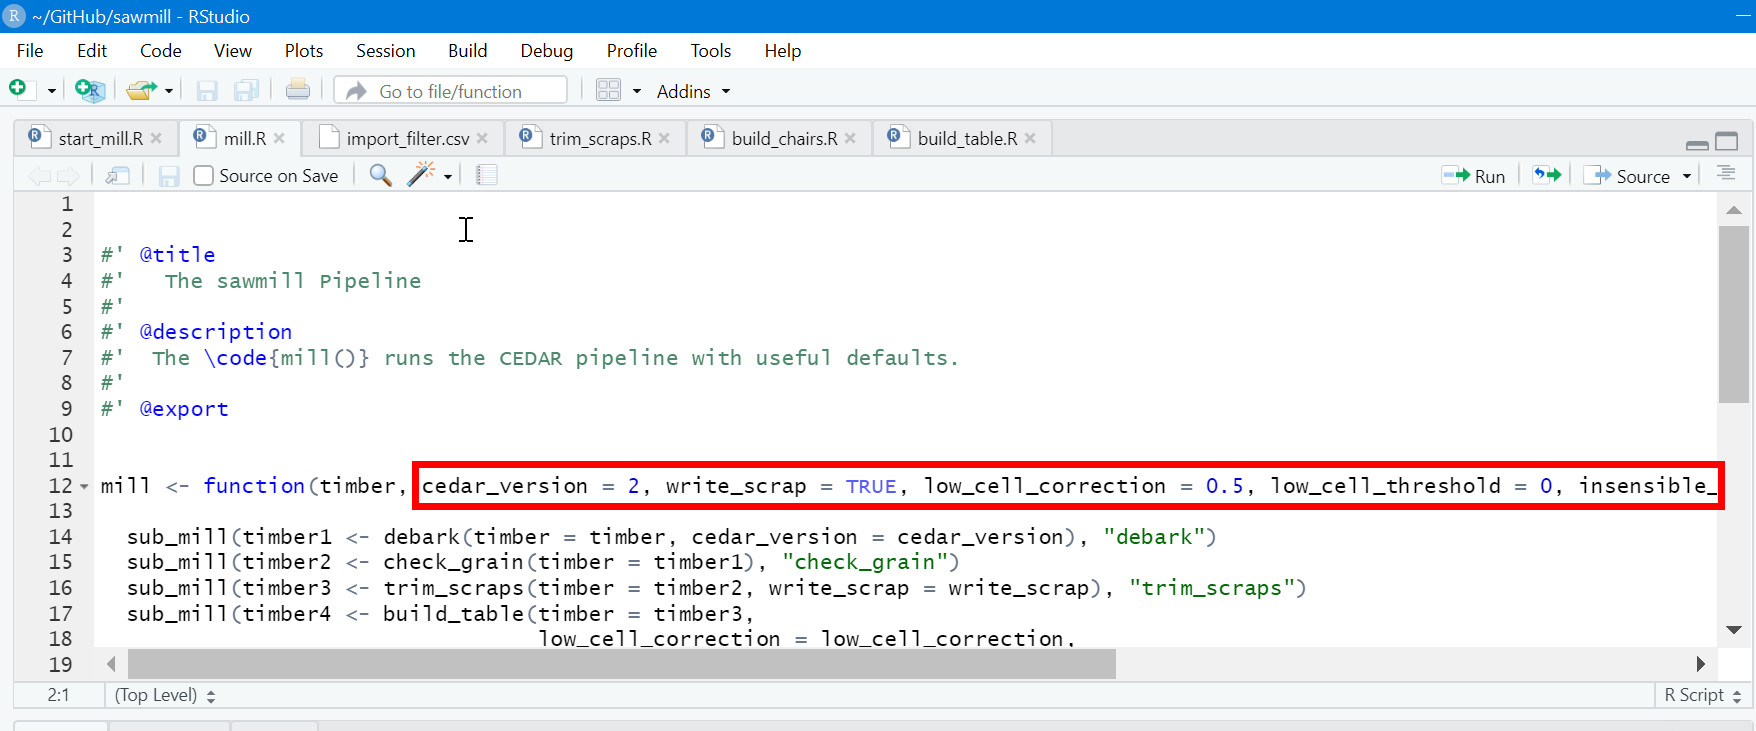 R ~/GitHub/sawmill - RStudio
File Edit Code View Plots Session Build Debug Profile Tools Help
Go to file/function Addins
start_mill.R mill.R import_filter.csv trim_scraps.R build_chairs.R build_table.R
Source on Save Run Source
1
2
3 #' @title
4 #'   The sawmill Pipeline
5 #'
6 #' @description
7 #'  The \code{mill()} runs the CEDAR pipeline with useful defaults.
8 #'
9 #' @export
10
11
12 mill <- function(timber, cedar_version = 2, write_scrap = TRUE, low_cell_correction = 0.5, low_cell_threshold = 0, insensible_
13
14   sub_mill(timber1 <- debark(timber = timber, cedar_version = cedar_version), "debark")
15   sub_mill(timber2 <- check_grain(timber = timber1), "check_grain")
16   sub_mill(timber3 <- trim_scraps(timber = timber2, write_scrap = write_scrap), "trim_scraps")
17   sub_mill(timber4 <- build_table(timber = timber3,
18                                   low_cell_correction = low_cell_correction,
19
2:1 (Top Level) R Script